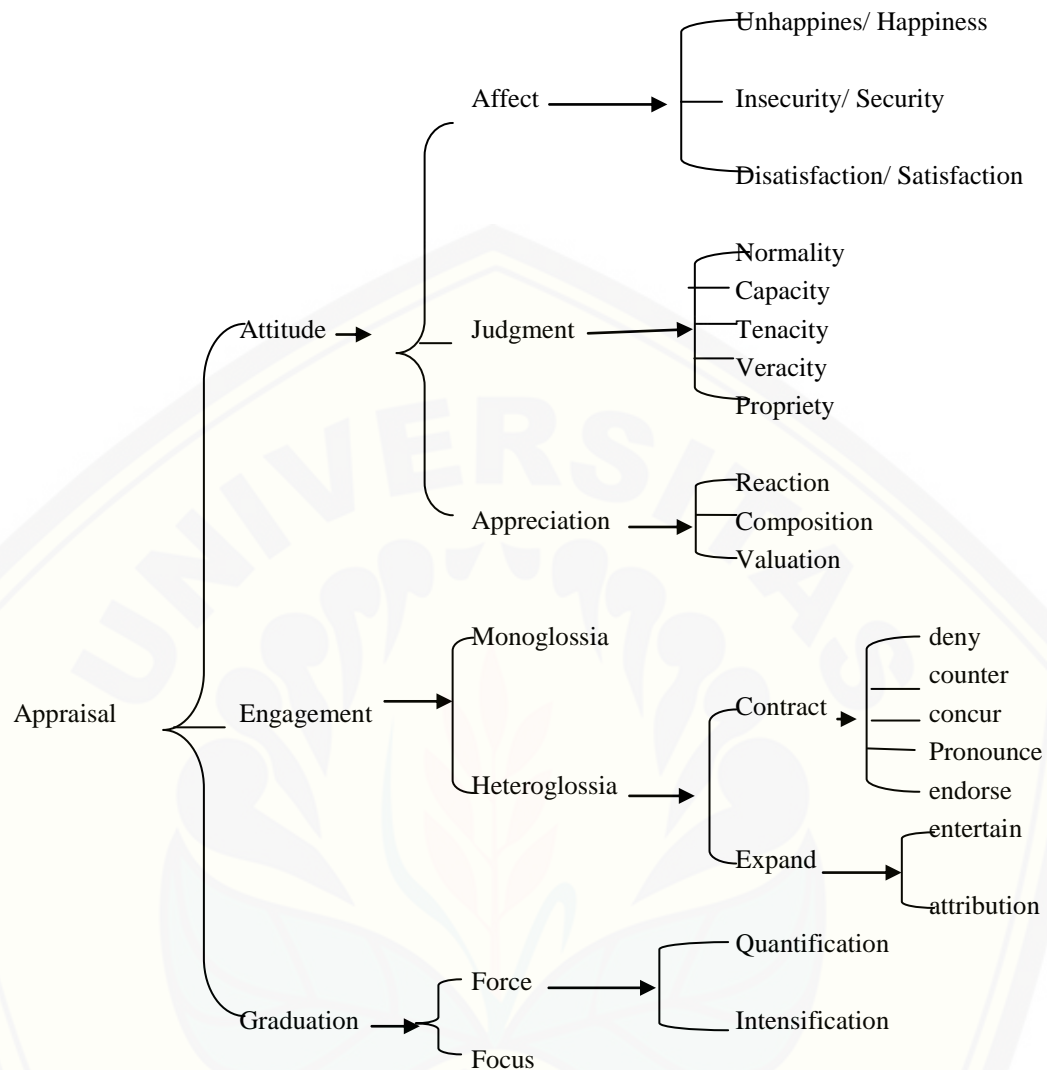 Unhappines/ Happiness
Affect
Insecurity/ Security
Disatisfaction/ Satisfaction
Normality
Capacity
Attitude
Judgment
Tenacity
Veracity
Propriety
Reaction
Appreciation
Composition
Valuation
Monoglossia
deny
counter
Appraisal
Engagement
Contract
concur
Pronounce
Heteroglossia
endorse
entertain
Expand
attribution
Quantification
Force
Graduation
Intensification
Focus
UNIVERSITAS